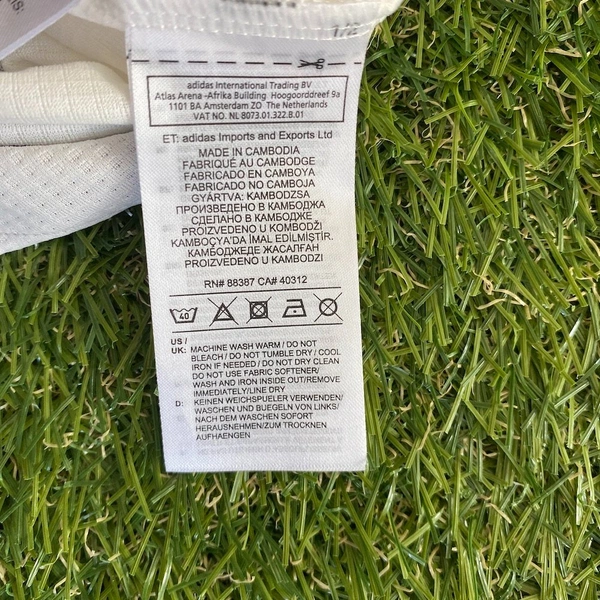 1/2
adidas International Trading BV
Atlas Arena -Afrika Building Hoogoorddreef 9a
1101 BA Amsterdam ZO The Netherlands
VAT NO. NL 8073.01.322.B.01
ET: adidas Imports and Exports Ltd
MADE IN CAMBODIA
FABRIQUÉ AU CAMBODGE
FABRICADO EN CAMBOYA
FABRICADO NO CAMBOJA
GYÁRTVA: KAMBODZSA
ПРОИЗВЕДЕНО В КАМБОДЖА
СДЕЛАНО В КАМБОДЖЕ
PROIZVEDENO U KOMBODŽI
KAMBOÇYA'DA İMAL EDİLMİŞTİR.
КАМБОДЖЕДЕ ЖАСАЛҒАН
PROIZVEDENO U KAMBODZI
RN# 88387 CA# 40312
40
US /
UK: MACHINE WASH WARM / DO NOT
BLEACH / DO NOT TUMBLE DRY / COOL
IRON IF NEEDED / DO NOT DRY CLEAN
DO NOT USE FABRIC SOFTENER/
WASH AND IRON INSIDE OUT/REMOVE
IMMEDIATELY/LINE DRY
D: KEINEN WEICHSPUELER VERWENDEN/
WASCHEN UND BUEGELN VON LINKS/
NACH DEM WASCHEN SOFORT
HERAUSNEHMEN/ZUM TROCKNEN
AUFHAENGEN